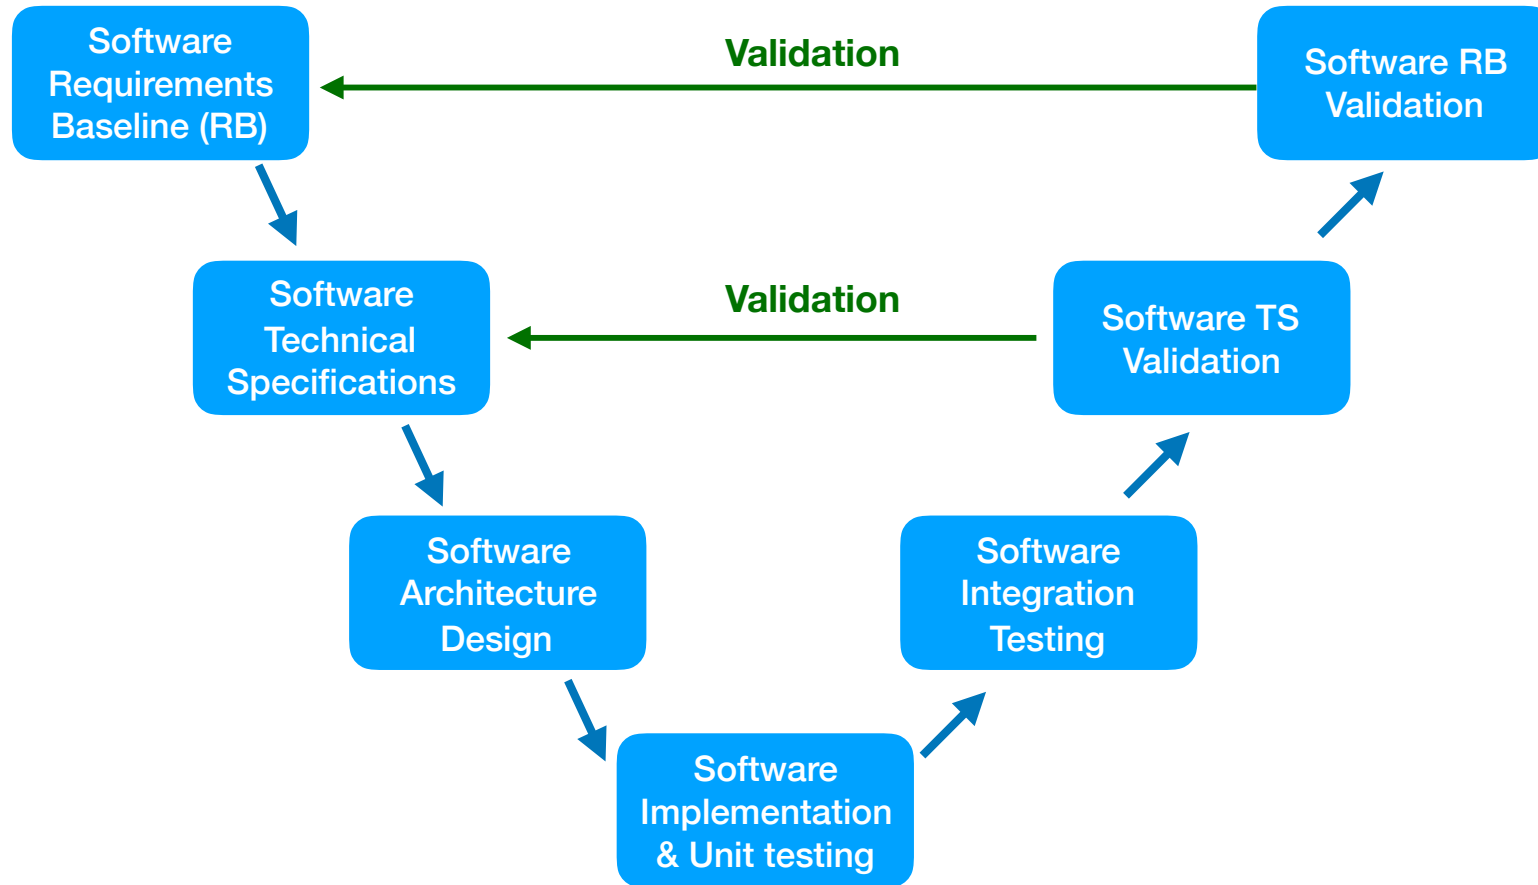 Software
Requirements
Baseline (RB)
Validation
Software RB
Validation
Software
Technical
Specifications
Validation
Software TS
Validation
Software
Architecture
Design
Software
Integration
Testing
Software
Implementation
& Unit testing